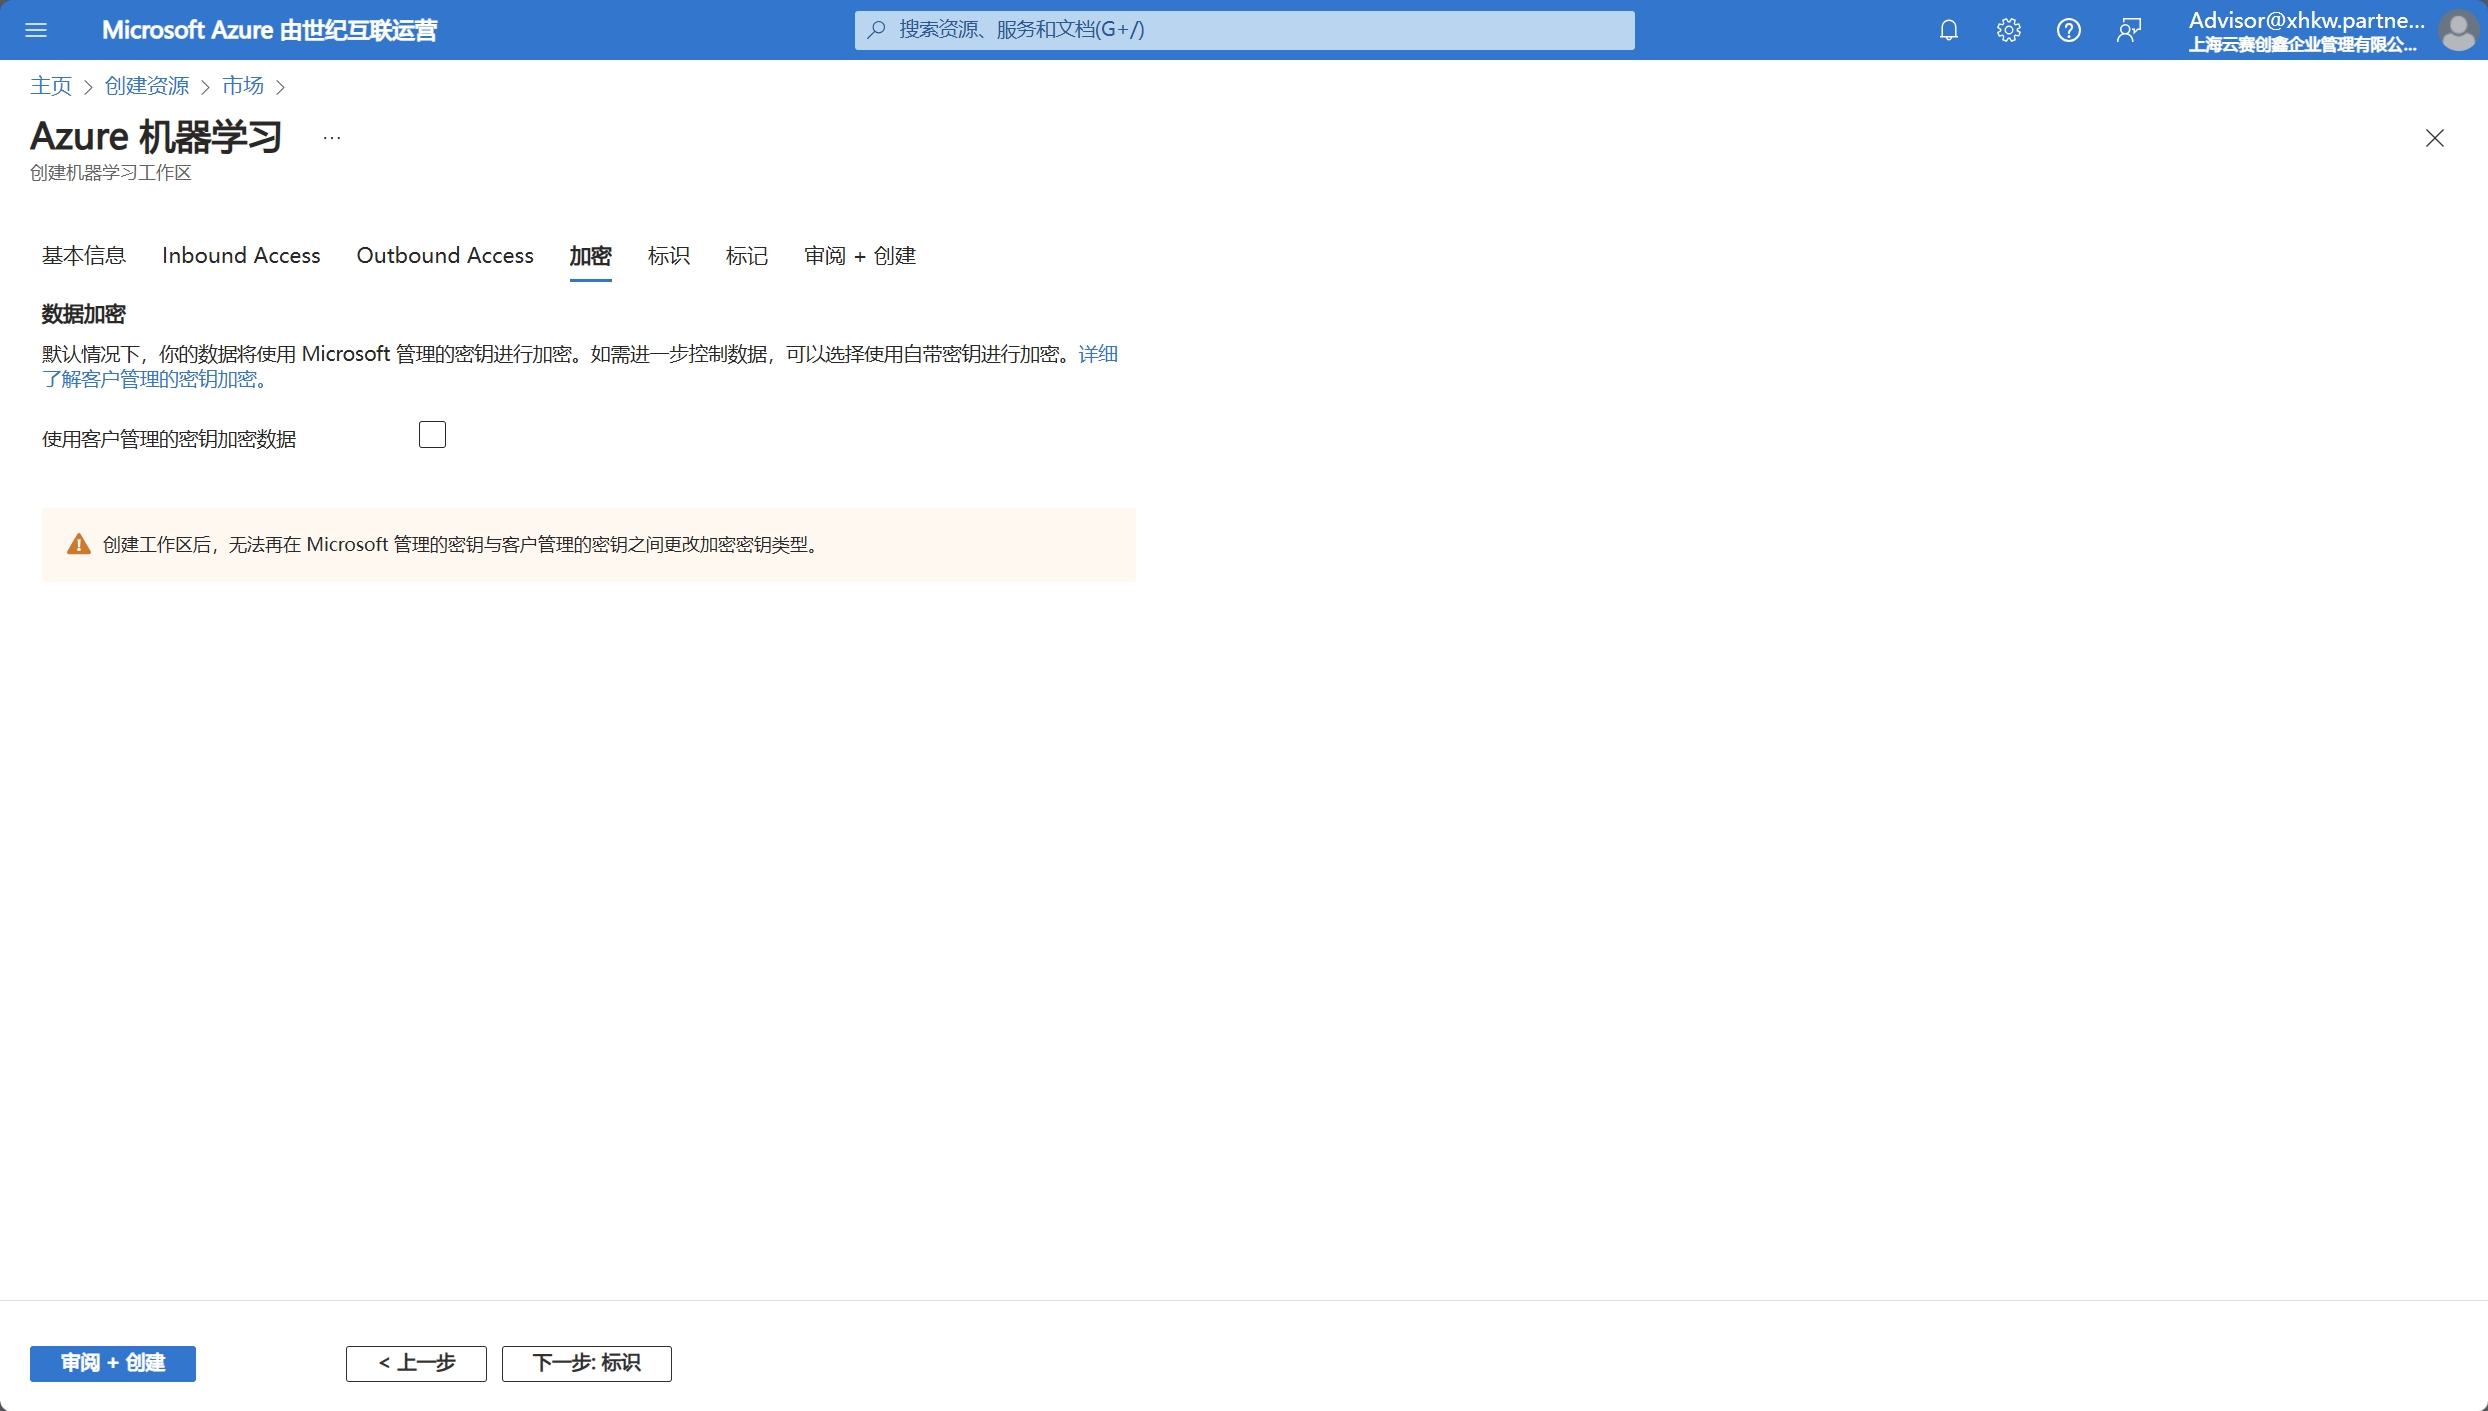 Microsoft Azure 由世纪互联运营
搜索资源、服务和文档(G+/)
Advisor@xhkw.partne...
上海云赛创鑫企业管理有限公...
主页 > 创建资源 > 市场 >
Azure 机器学习 ...
创建机器学习工作区
基本信息 Inbound Access Outbound Access 加密 标识 标记 审阅 + 创建
数据加密
默认情况下，你的数据将使用 Microsoft 管理的密钥进行加密。如需进一步控制数据，可以选择使用自带密钥进行加密。详细
了解客户管理的密钥加密。
使用客户管理的密钥加密数据
创建工作区后，无法再在 Microsoft 管理的密钥与客户管理的密钥之间更改加密密钥类型。
审阅 + 创建 < 上一步 下一步: 标识